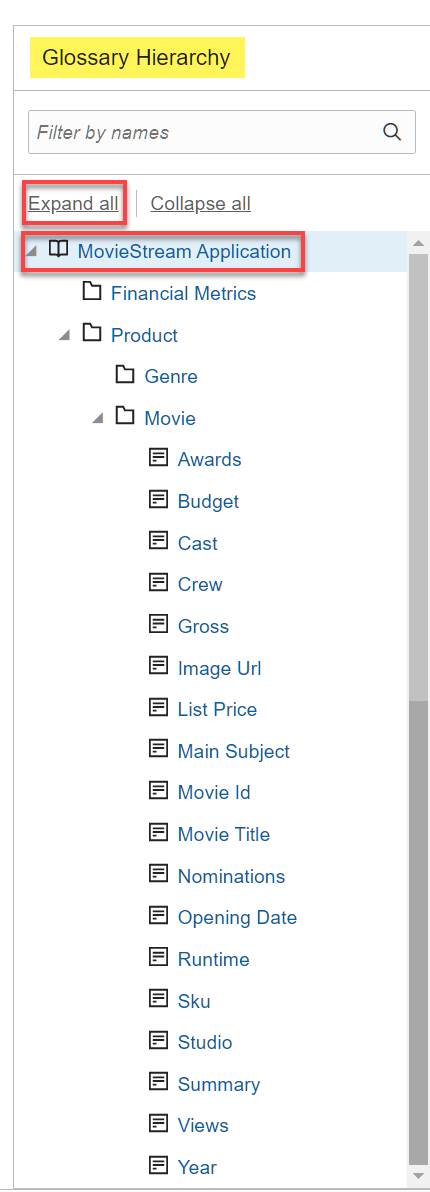 Glossary Hierarchy
Filter by names
Expand all Collapse all
MovieStream Application
Financial Metrics
Product
Genre
Movie
Awards
Budget
Cast
Crew
Gross
Image Url
List Price
Main Subject
Movie Id
Movie Title
Nominations
Opening Date
Runtime
Sku
Studio
Summary
Views
Year